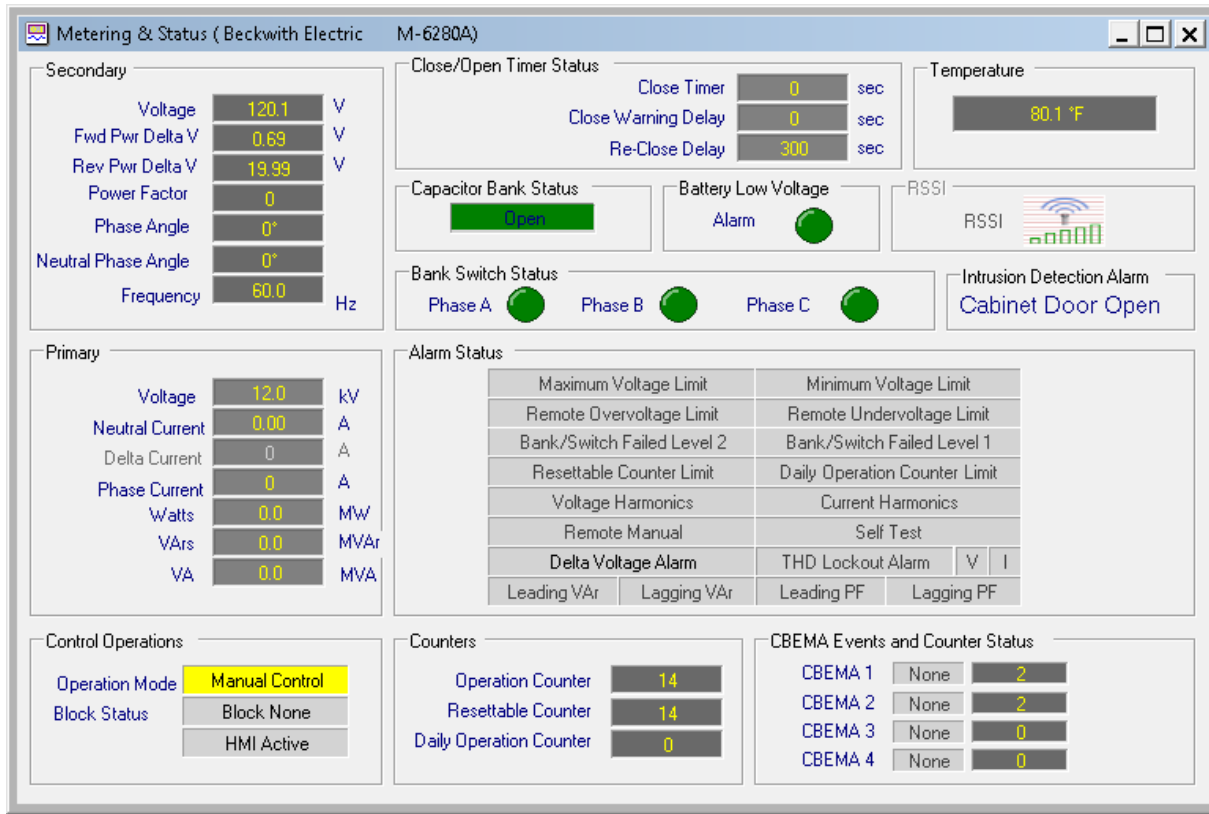 Metering & Status ( Beckwith Electric M-6280A)
Secondary
Voltage 120.1 V
Fwd Pwr Delta V 0.69 V
Rev Pwr Delta V 19.99 V
Power Factor 0
Phase Angle 0°
Neutral Phase Angle 0°
Frequency 60.0 Hz
Close/Open Timer Status
Close Timer 0 sec
Close Warning Delay 0 sec
Re-Close Delay 300 sec
Temperature
80.1 °F
Capacitor Bank Status
Open
Battery Low Voltage
Alarm
RSSI
RSSI
Bank Switch Status
Phase A Phase B Phase C
Intrusion Detection Alarm
Cabinet Door Open
Primary
Voltage 12.0 kV
Neutral Current 0.00 A
Delta Current 0 A
Phase Current 0 A
Watts 0.0 MW
VArs 0.0 MVAr
VA 0.0 MVA
Alarm Status
Maximum Voltage Limit Minimum Voltage Limit
Remote Overvoltage Limit Remote Undervoltage Limit
Bank/Switch Failed Level 2 Bank/Switch Failed Level 1
Resettable Counter Limit Daily Operation Counter Limit
Voltage Harmonics Current Harmonics
Remote Manual Self Test
Delta Voltage Alarm THD Lockout Alarm V I
Leading VAr Lagging VAr Leading PF Lagging PF
Control Operations
Operation Mode Manual Control
Block Status Block None
HMI Active
Counters
Operation Counter 14
Resettable Counter 14
Daily Operation Counter 0
CBEMA Events and Counter Status
CBEMA 1 None 2
CBEMA 2 None 2
CBEMA 3 None 0
CBEMA 4 None 0